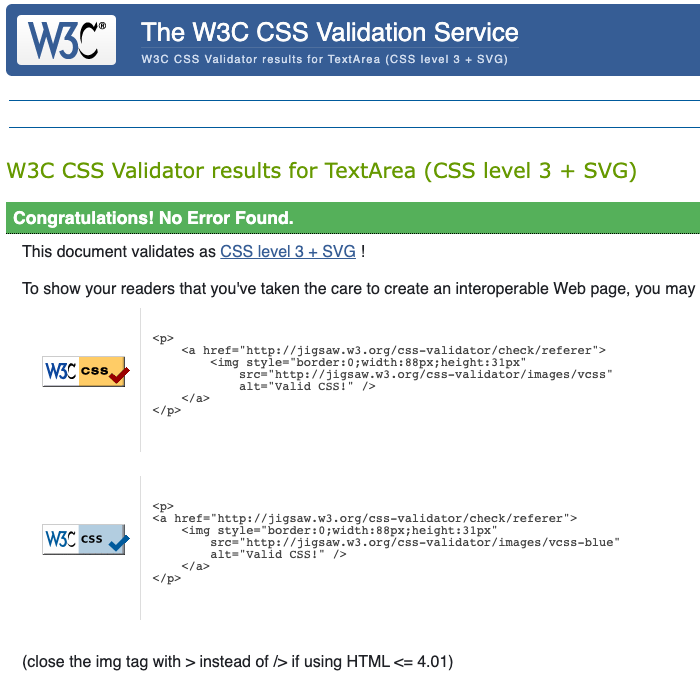 W3C®
The W3C CSS Validation Service
W3C CSS Validator results for TextArea (CSS level 3 + SVG)
W3C CSS Validator results for TextArea (CSS level 3 + SVG)
Congratulations! No Error Found.
This document validates as CSS level 3 + SVG !
To show your readers that you've taken the care to create an interoperable Web page, you may
W3C css
<p>
<a href="http://jigsaw.w3.org/css-validator/check/referer">
<img style="border:0;width:88px;height:31px"
src="http://jigsaw.w3.org/css-validator/images/vcss"
alt="Valid CSS!" />
</a>
</p>
W3C css
<p>
<a href="http://jigsaw.w3.org/css-validator/check/referer">
<img style="border:0;width:88px;height:31px"
src="http://jigsaw.w3.org/css-validator/images/vcss-blue"
alt="Valid CSS!" />
</a>
</p>
(close the img tag with > instead of /> if using HTML <= 4.01)